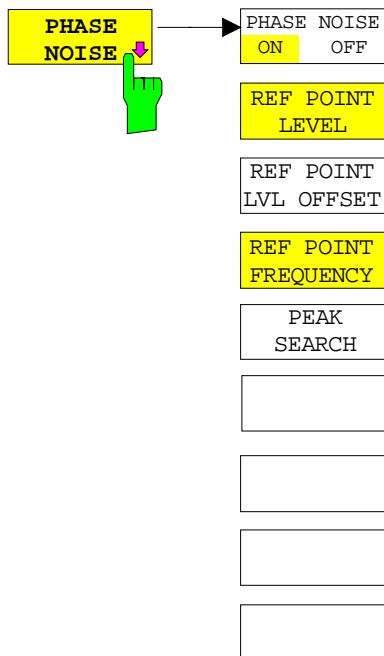 PHASE
NOISE
PHASE NOISE
ON OFF
REF POINT
LEVEL
REF POINT
LVL OFFSET
REF POINT
FREQUENCY
PEAK
SEARCH